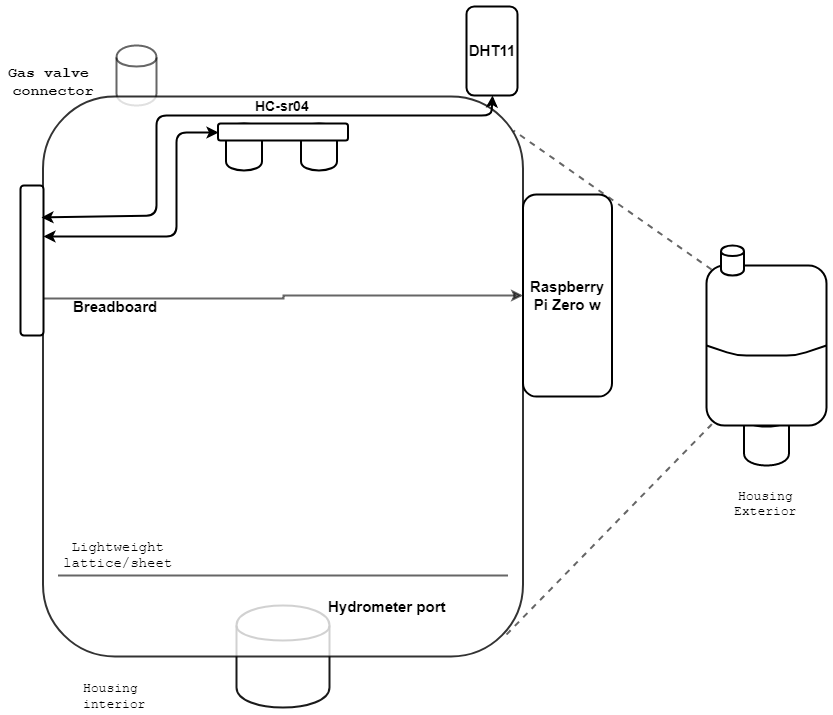 DHT11
Gas valve
connector
HC-sr04
Raspberry
Pi Zero w
Breadboard
Housing
Exterior
Lightweight
lattice/sheet
Hydrometer port
Housing
interior